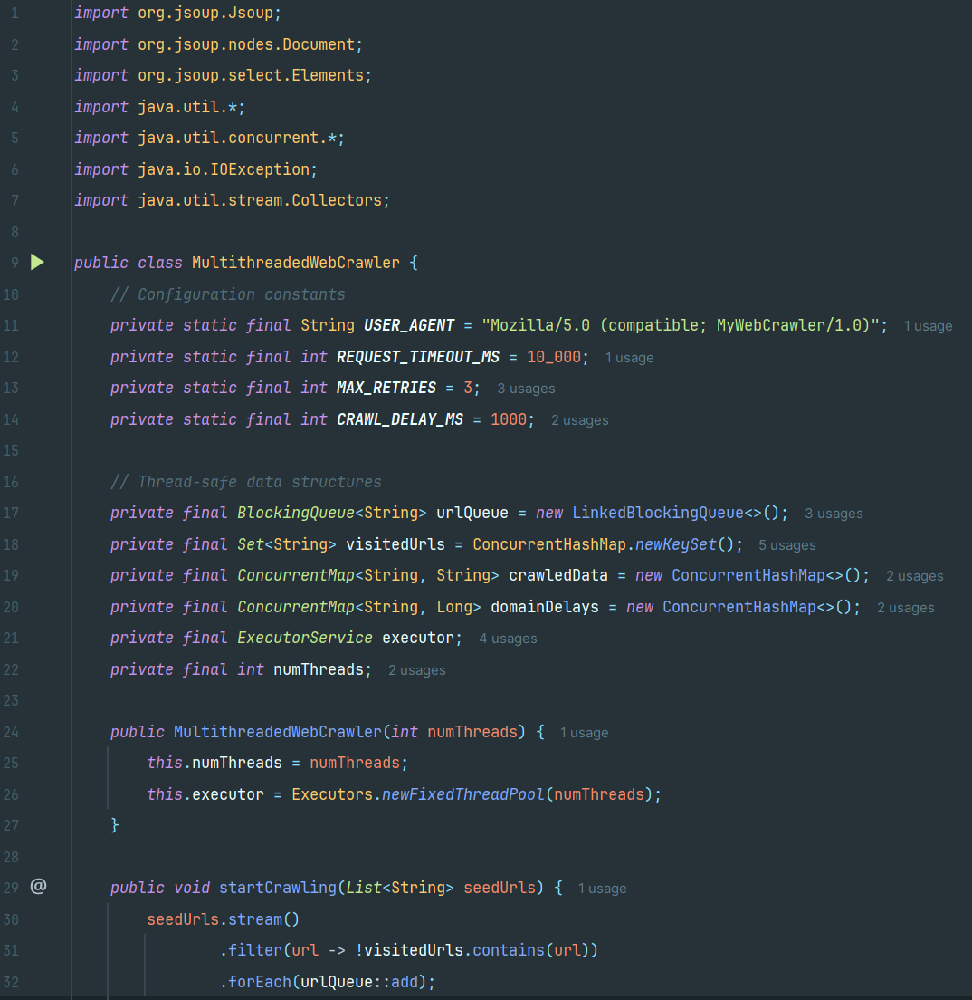 1 import org.jsoup.Jsoup;
2 import org.jsoup.nodes.Document;
3 import org.jsoup.select.Elements;
4 import java.util.*;
5 import java.util.concurrent.*;
6 import java.io.IOException;
7 import java.util.stream.Collectors;
8
9 public class MultithreadedWebCrawler {
10     // Configuration constants
11     private static final String USER_AGENT = "Mozilla/5.0 (compatible; MyWebCrawler/1.0)"; 1 usage
12     private static final int REQUEST_TIMEOUT_MS = 10_000; 1 usage
13     private static final int MAX_RETRIES = 3; 3 usages
14     private static final int CRAWL_DELAY_MS = 1000; 2 usages
15
16     // Thread-safe data structures
17     private final BlockingQueue<String> urlQueue = new LinkedBlockingQueue<>(); 3 usages
18     private final Set<String> visitedUrls = ConcurrentHashMap.newKeySet(); 5 usages
19     private final ConcurrentMap<String, String> crawledData = new ConcurrentHashMap<>(); 2 usages
20     private final ConcurrentMap<String, Long> domainDelays = new ConcurrentHashMap<>(); 2 usages
21     private final ExecutorService executor; 4 usages
22     private final int numThreads; 2 usages
23
24     public MultithreadedWebCrawler(int numThreads) { 1 usage
25         this.numThreads = numThreads;
26         this.executor = Executors.newFixedThreadPool(numThreads);
27     }
28
29 @     public void startCrawling(List<String> seedUrls) { 1 usage
30         seedUrls.stream()
31                 .filter(url -> !visitedUrls.contains(url))
32                 .forEach(urlQueue::add);